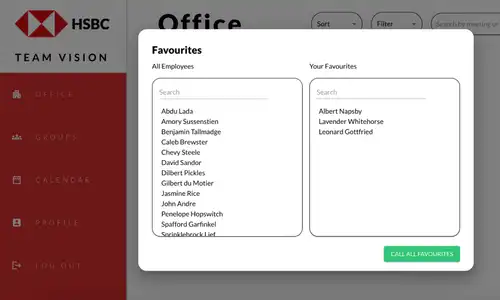 HSBC
TEAM VISION
OFFICE
GROUPS
CALENDAR
PROFILE
LOG OUT
Office
Sort
Filter
Search for meeting or
Favourites
All Employees
Search
Abdu Lada
Amory Sussenstien
Benjamin Tallmadge
Caleb Brewster
Chevy Steele
David Sandor
Dilbert Pickles
Gilbert du Motier
Jasmine Rice
John Andre
Penelope Hopswitch
Spafford Garfinkel
Sprinklebrock Lief
Your Favourites
Search
Albert Napsby
Lavender Whitehorse
Leonard Gottfried
CALL ALL FAVOURITES